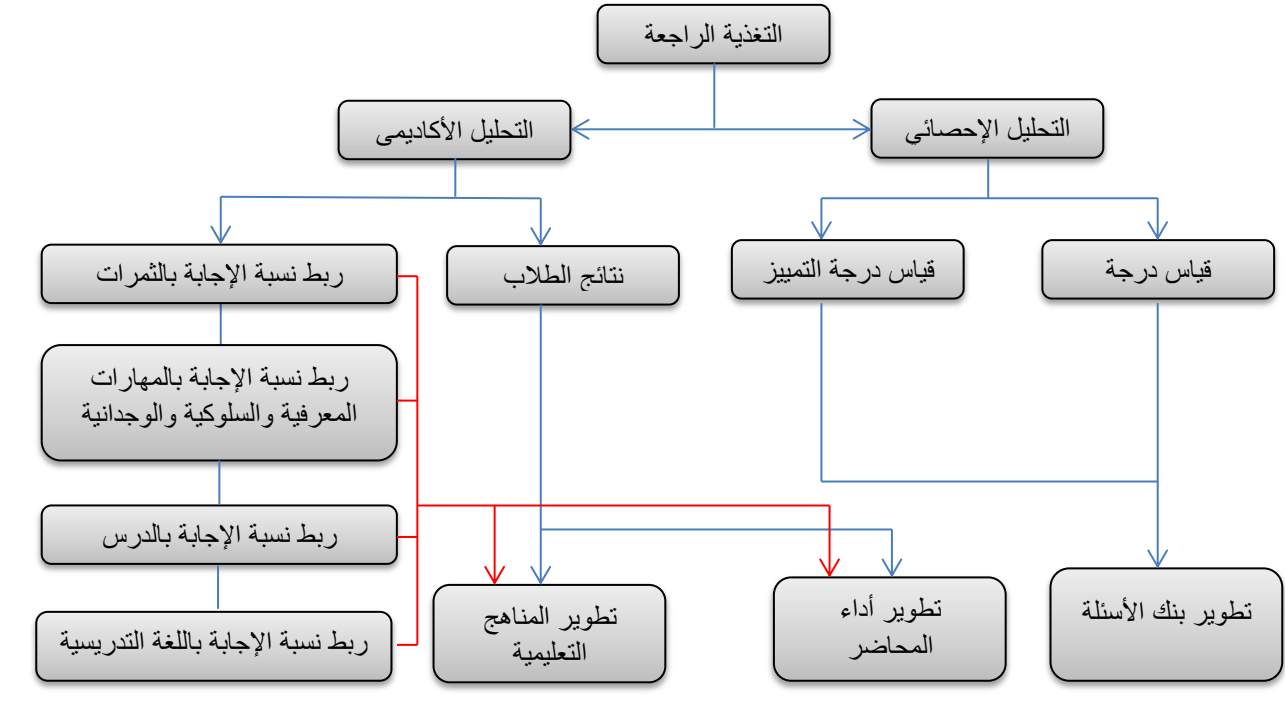 التغذية الراجعة
التحليل الإحصائي
التحليل الأكاديمى
قياس درجة
قياس درجة التمييز
نتائج الطلاب
ربط نسبة الإجابة بالثمرات
ربط نسبة الإجابة بالمهارات
المعرفية والسلوكية والوجدانية
ربط نسبة الإجابة بالدرس
ربط نسبة الإجابة باللغة التدريسية
تطوير بنك الأسئلة
تطوير أداء
المحاضر
تطوير المناهج
التعليمية